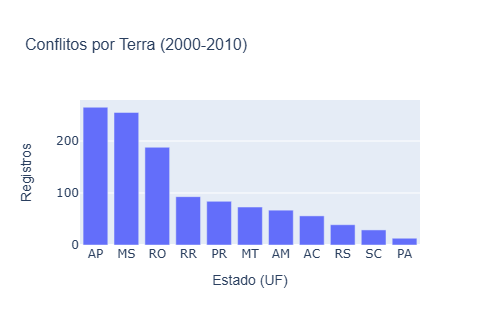 Conflitos por Terra (2000-2010)
Registros
200
100
0
AP MS RO RR PR MT AM AC RS SC PA
Estado (UF)